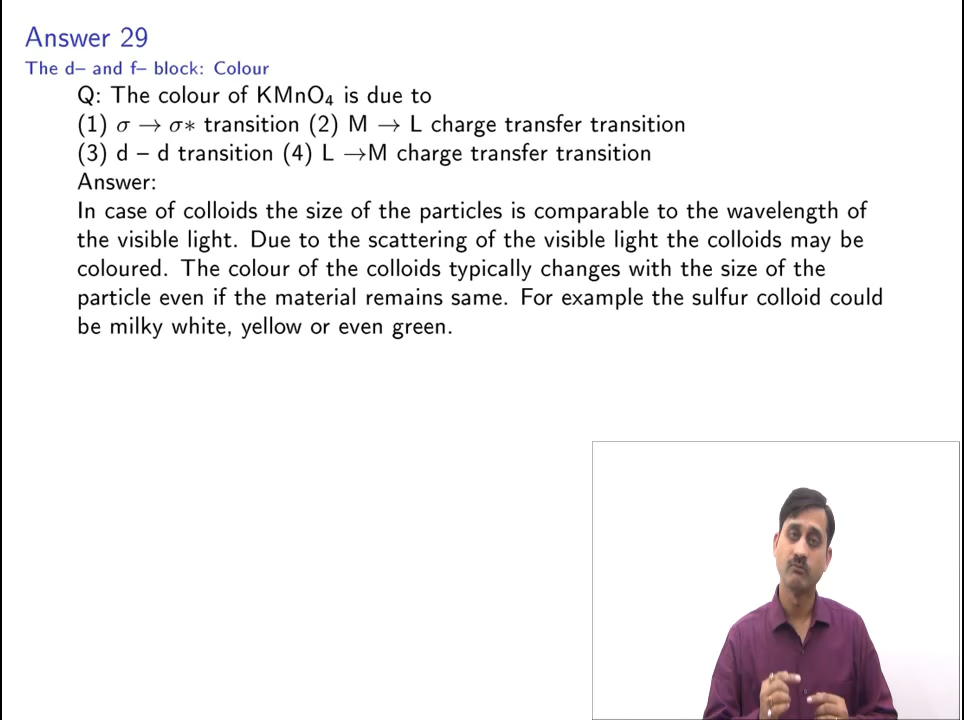 Answer 29
The d– and f– block: Colour
Q: The colour of KMnO₄ is due to
(1) σ → σ∗ transition (2) M → L charge transfer transition
(3) d – d transition (4) L →M charge transfer transition
Answer:
In case of colloids the size of the particles is comparable to the wavelength of
the visible light. Due to the scattering of the visible light the colloids may be
coloured. The colour of the colloids typically changes with the size of the
particle even if the material remains same. For example the sulfur colloid could
be milky white, yellow or even green.